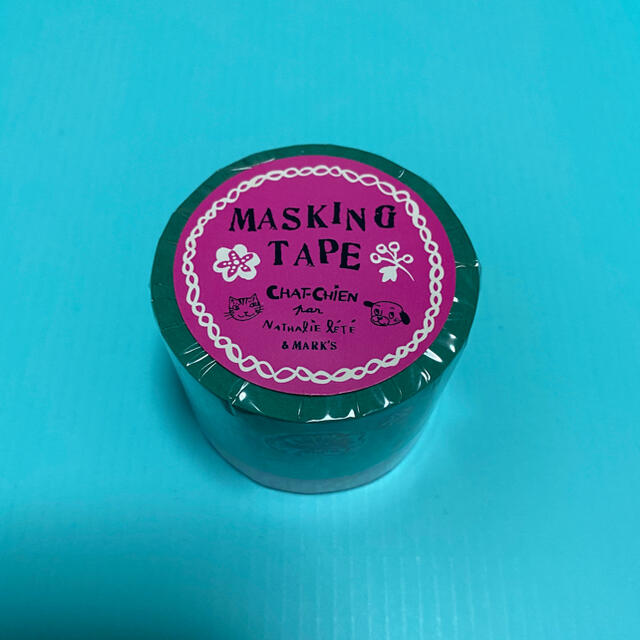 MASKING
TAPE
CHAT-CHIEN
par
NATHALIE LÉTÉ
& MARK'S